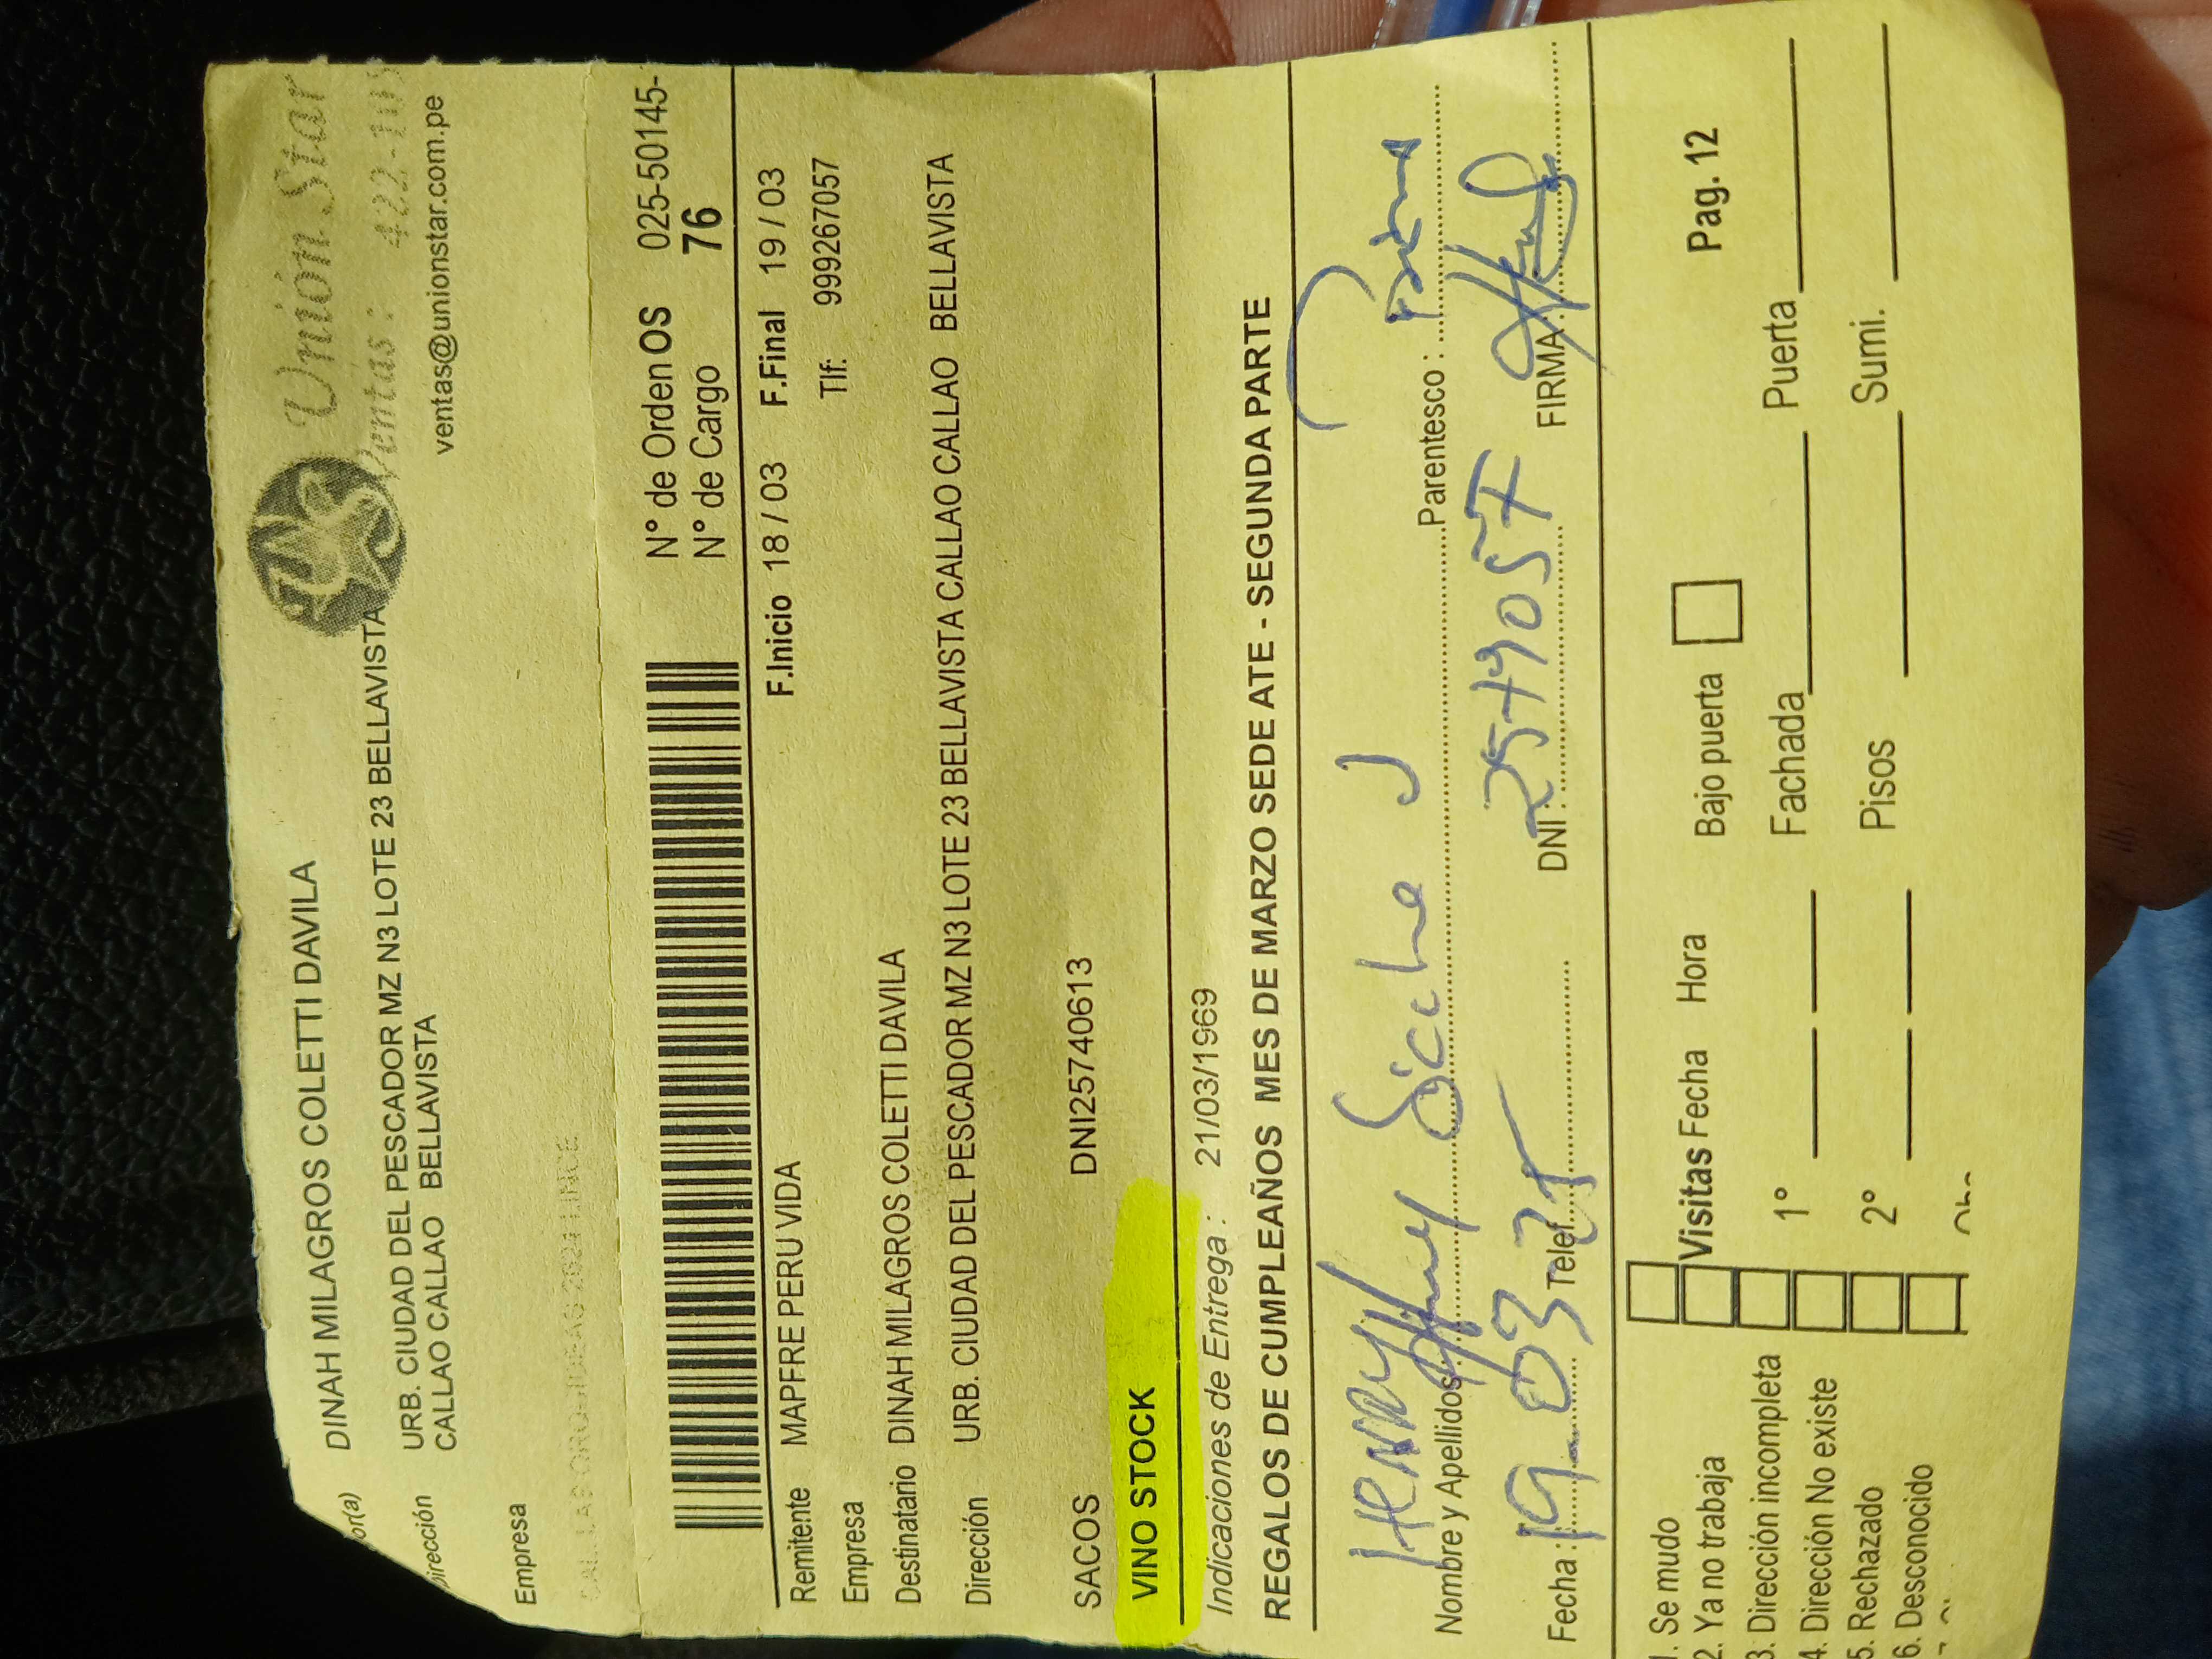 Unión Star
Ventas :
ventas@unionstar.com.pe
or(a) DINAH MILAGROS COLETTI DAVILA
Dirección URB. CIUDAD DEL PESCADOR MZ N3 LOTE 23 BELLAVISTA
CALLAO CALLAO BELLAVISTA
Empresa
N° de Orden OS 025-50145-
N° de Cargo 76
F.Inicio 18 / 03 F.Final 19 / 03
Remitente MAPFRE PERU VIDA Tlf: 999267057
Empresa
Destinatario DINAH MILAGROS COLETTI DAVILA
Dirección URB. CIUDAD DEL PESCADOR MZ N3 LOTE 23 BELLAVISTA CALLAO CALLAO CALLAO BELLAVISTA
SACOS DNI25740613
VINO STOCK
Indicaciones de Entrega : 21/03/1969
REGALOS DE CUMPLEAÑOS MES DE MARZO SEDE ATE - SEGUNDA PARTE
Nombre y Apellidos Henrry Parentesco :
Fecha : 19-03 Telef. DNI : FIRMA
1. Se mudo
2. Ya no trabaja Visitas Fecha Hora Bajo puerta Pag. 12
3. Dirección incompleta 1° Fachada Puerta
4. Dirección No existe
5. Rechazado 2° Pisos Sumi.
6. Desconocido